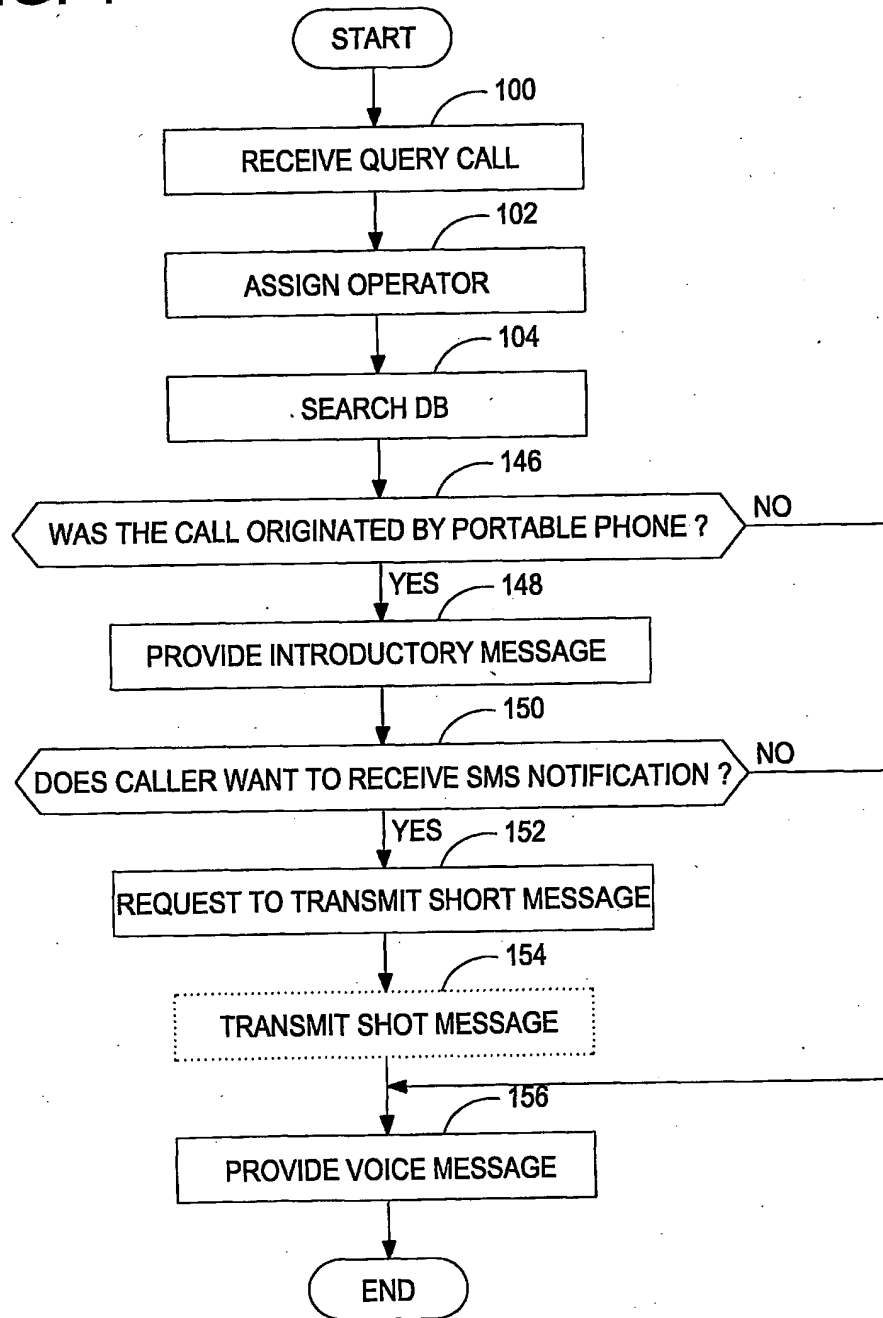 START
100
RECEIVE QUERY CALL
102
ASSIGN OPERATOR
104
SEARCH DB
146
WAS THE CALL ORIGINATED BY PORTABLE PHONE ?
NO
YES
148
PROVIDE INTRODUCTORY MESSAGE
150
DOES CALLER WANT TO RECEIVE SMS NOTIFICATION ?
NO
YES
152
REQUEST TO TRANSMIT SHORT MESSAGE
154
TRANSMIT SHOT MESSAGE
156
PROVIDE VOICE MESSAGE
END